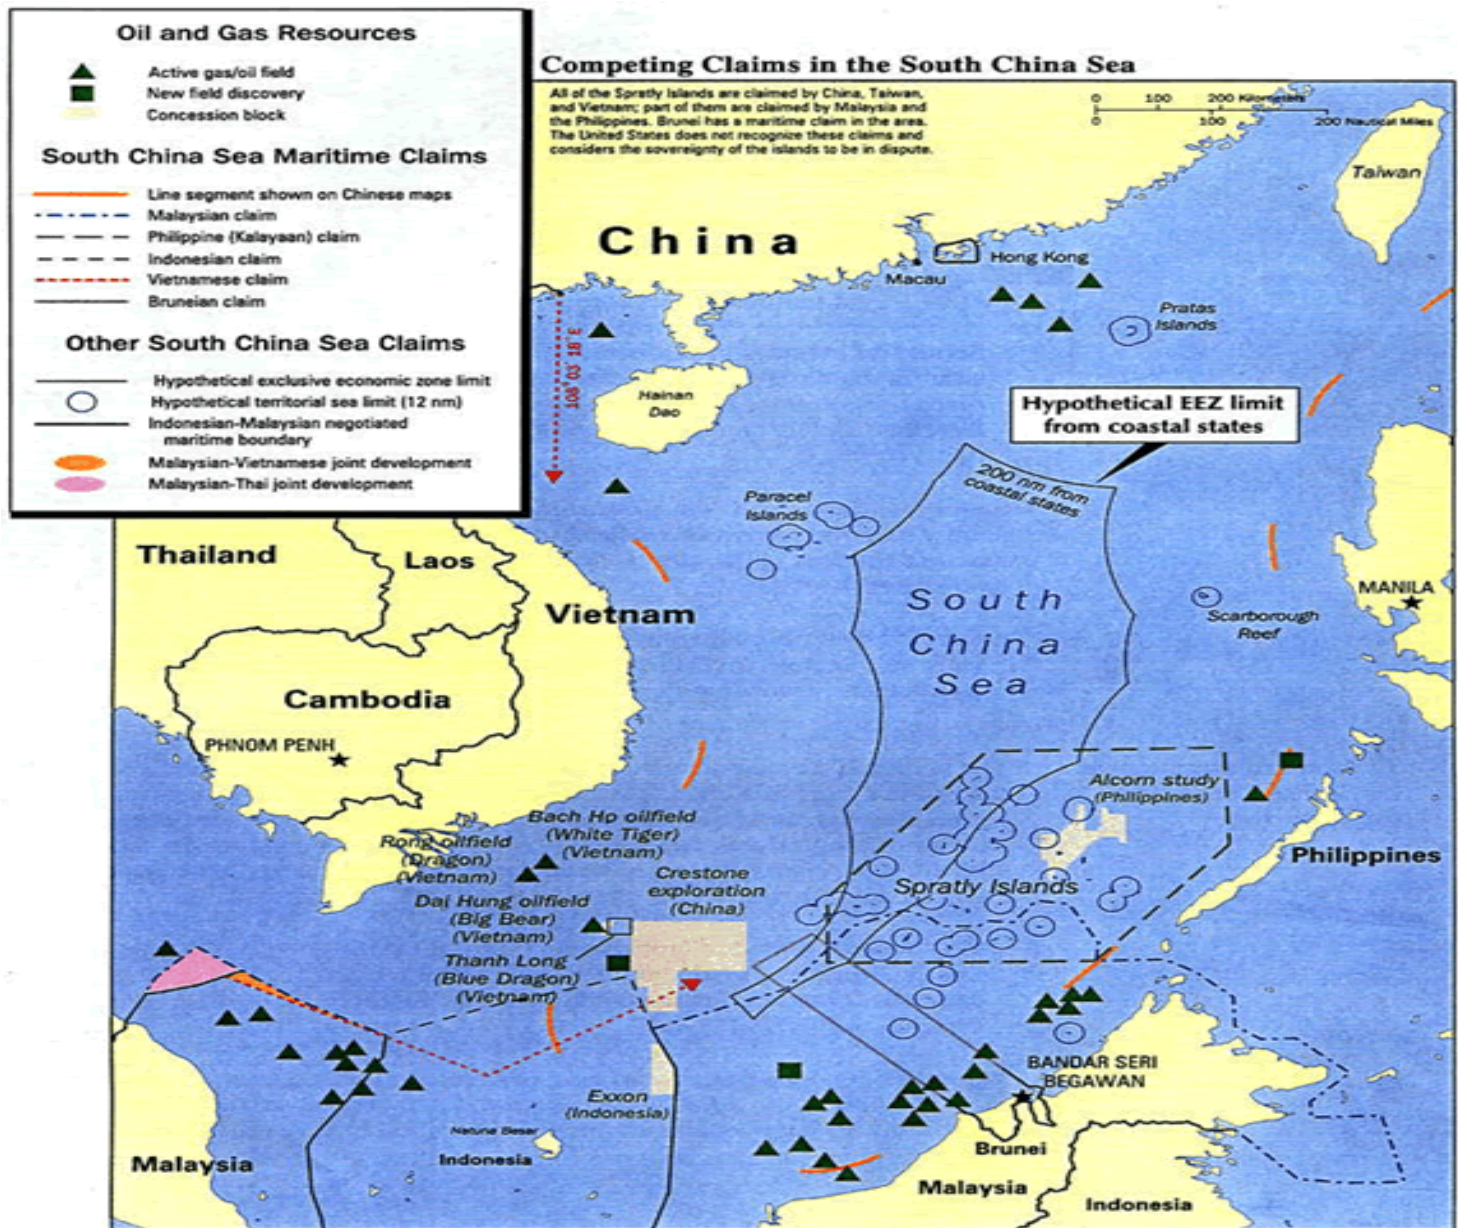 Oil and Gas Resources
Active gas/oil field
New field discovery
Concession block
South China Sea Maritime Claims
Line segment shown on Chinese maps
Malaysian claim
Philippine (Kalayaan) claim
Indonesian claim
Vietnamese claim
Bruneian claim
Other South China Sea Claims
Hypothetical exclusive economic zone limit
Hypothetical territorial sea limit (12 nm)
Indonesian-Malaysian negotiated
maritime boundary
Malaysian-Vietnamese joint development
Malaysian-Thai joint development
Competing Claims in the South China Sea
All of the Spratly Islands are claimed by China, Taiwan,
and Vietnam; part of them are claimed by Malaysia and
the Philippines. Brunei has a maritime claim in the area.
The United States does not recognize these claims and
considers the sovereignty of the islands to be in dispute.
0 100 200 Kilometers
0 100 200 Nautical Miles
Taiwan
China
Hong Kong
Macau
Pratas
Islands
108° 03' 18" E
Hainan
Dao
Hypothetical EEZ limit
from coastal states
200 nm from
coastal states
Paracel
Islands
Thailand
Laos
Vietnam
South
China
Sea
MANILA
Scarborough
Reef
Cambodia
PHNOM PENH
Alcorn study
(Philippines)
Bach Hp oilfield
(White Tiger)
(Vietnam)
Rong oilfield
(Dragon)
(Vietnam)
Crestone
exploration
(China)
Philippines
Spratly Islands
Dai Hung oilfield
(Big Bear)
(Vietnam)
Thanh Long
(Blue Dragon)
(Vietnam)
BANDAR SERI
BEGAWAN
Exxon
(Indonesia)
Natuna Besar
Indonesia
Malaysia
Brunei
Malaysia
Indonesia